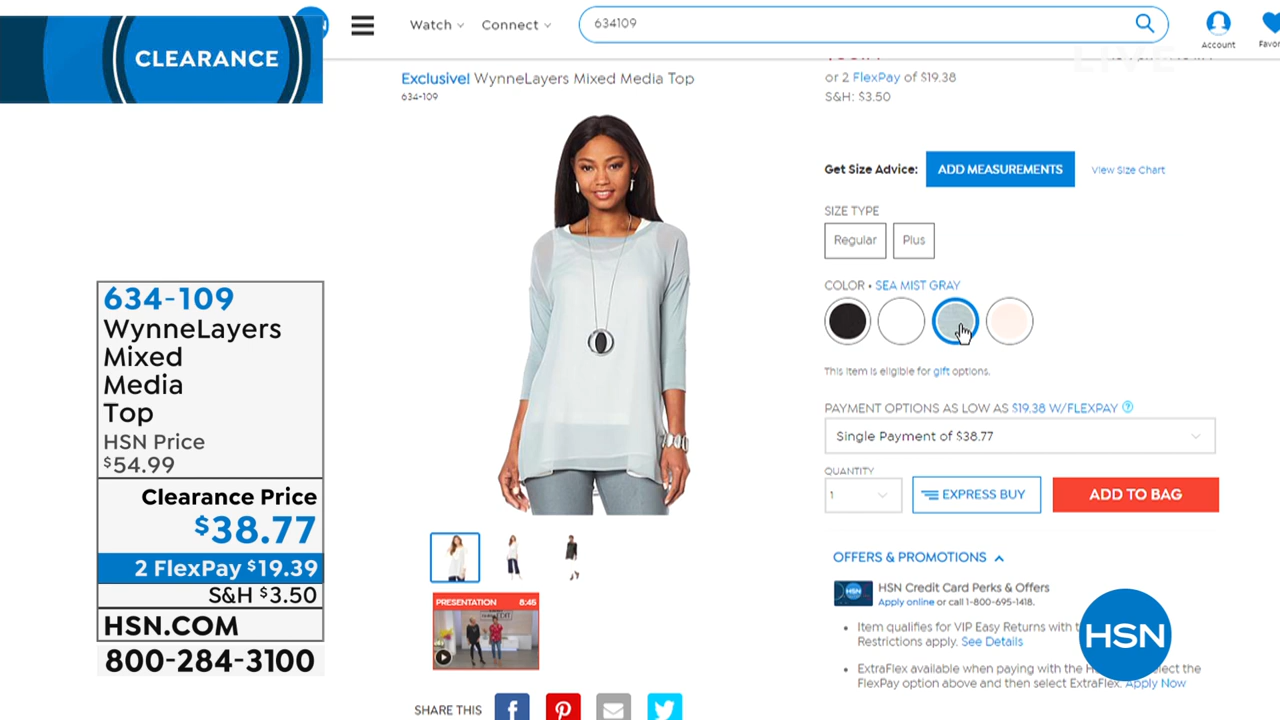 CLEARANCE
Watch
Connect
634109
Account
LIVE
Exclusive! WynneLayers Mixed Media Top
634-109
or 2 FlexPay of $19.38
S&H: $3.50
Get Size Advice:
ADD MEASUREMENTS
View Size Chart
SIZE TYPE
Regular
Plus
COLOR • SEA MIST GRAY
This item is eligible for gift options.
PAYMENT OPTIONS AS LOW AS $19.38 W/FLEXPAY
Single Payment of $38.77
QUANTITY
1
EXPRESS BUY
ADD TO BAG
OFFERS & PROMOTIONS
HSN
HSN Credit Card Perks & Offers
Apply online or call 1-800-695-1418.
• Item qualifies for VIP Easy Returns with
Restrictions apply. See Details
• ExtraFlex available when paying with the
FlexPay option above and then select ExtraFlex. Apply Now
HSN
PRESENTATION 8:45
SHARE THIS
634-109
WynneLayers
Mixed
Media
Top
HSN Price
$54.99
Clearance Price
$38.77
2 FlexPay $19.39
S&H $3.50
HSN.COM
800-284-3100